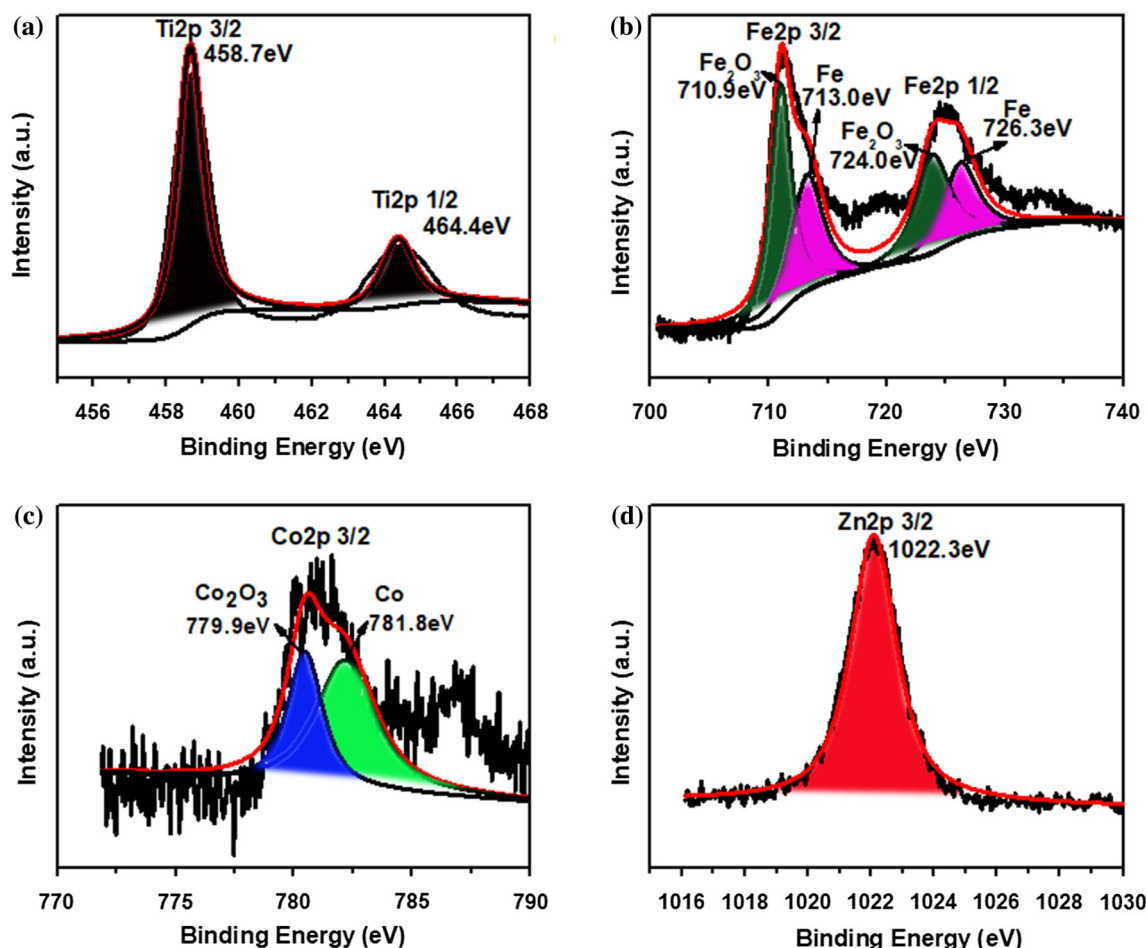 (a)
Ti2p 3/2
458.7eV
Ti2p 1/2
464.4eV
Intensity (a.u.)
456 458 460 462 464 466 468
Binding Energy (eV)
(b)
Fe2p 3/2
Fe2O3
710.9eV
Fe
713.0eV
Fe2p 1/2
Fe2O3
724.0eV
Fe
726.3eV
Intensity (a.u.)
700 710 720 730 740
Binding Energy (eV)
(c)
Co2p 3/2
Co2O3
779.9eV
Co
781.8eV
Intensity (a.u.)
770 775 780 785 790
Binding Energy (eV)
(d)
Zn2p 3/2
1022.3eV
Intensity (a.u.)
1016 1018 1020 1022 1024 1026 1028 1030
Binding Energy (eV)